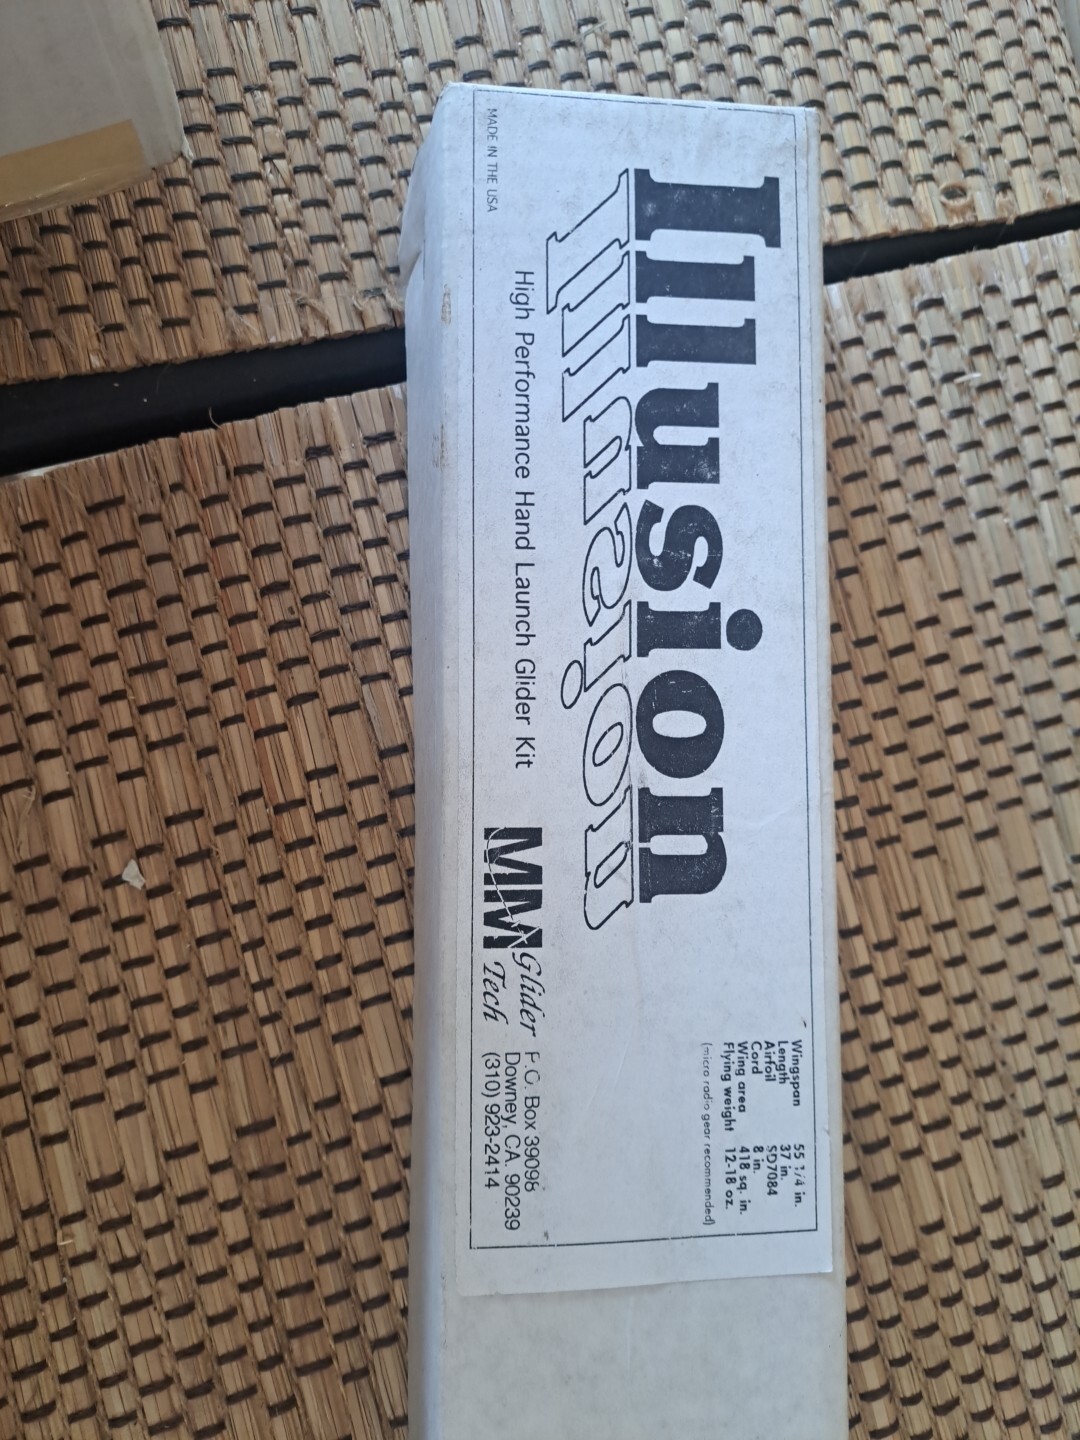 MADE IN THE USA
Illusion
Illusion
High Performance Hand Launch Glider Kit
MM Glider Tech
P.O. Box 39098
Downey, CA. 90239
(310) 923-2414
Wingspan 55 1/4 in.
Length 37 in.
Airfoil SD7084
Cord 8 in.
Wing area 418 sq. in.
Flying weight 12-18 oz.
(micro radio gear recommended)